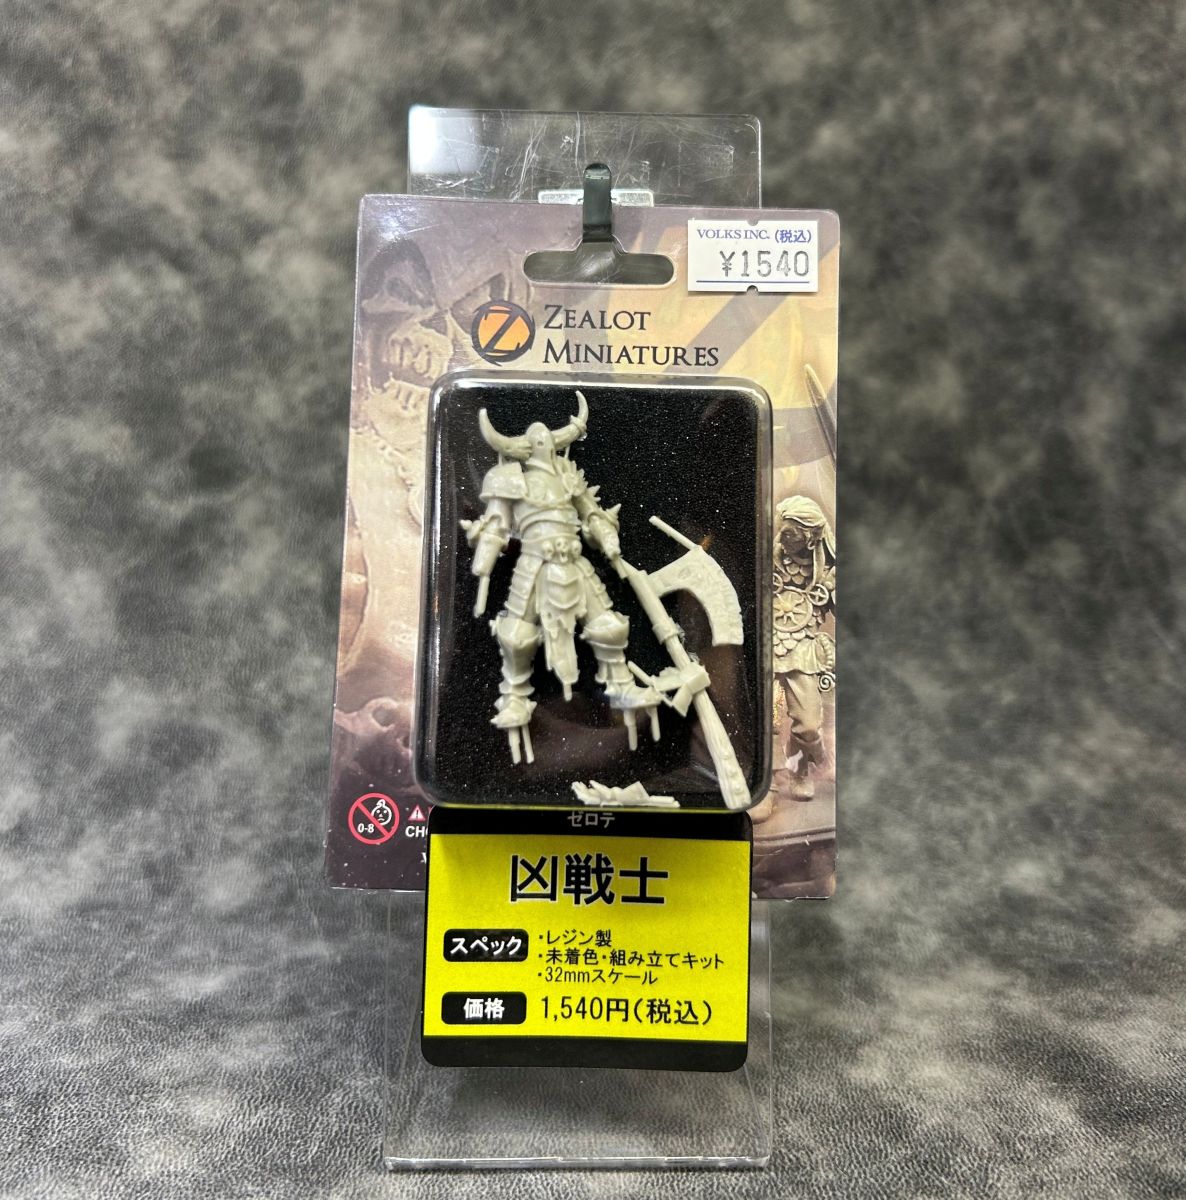 VOLKS INC. (税込)
¥1540
Z ZEALOT
MINIATURES
0-8
CHO
ゼロテ
凶戦士
スペック
・レジン製
・未着色・組み立てキット
・32mmスケール
価格 1,540円(税込)